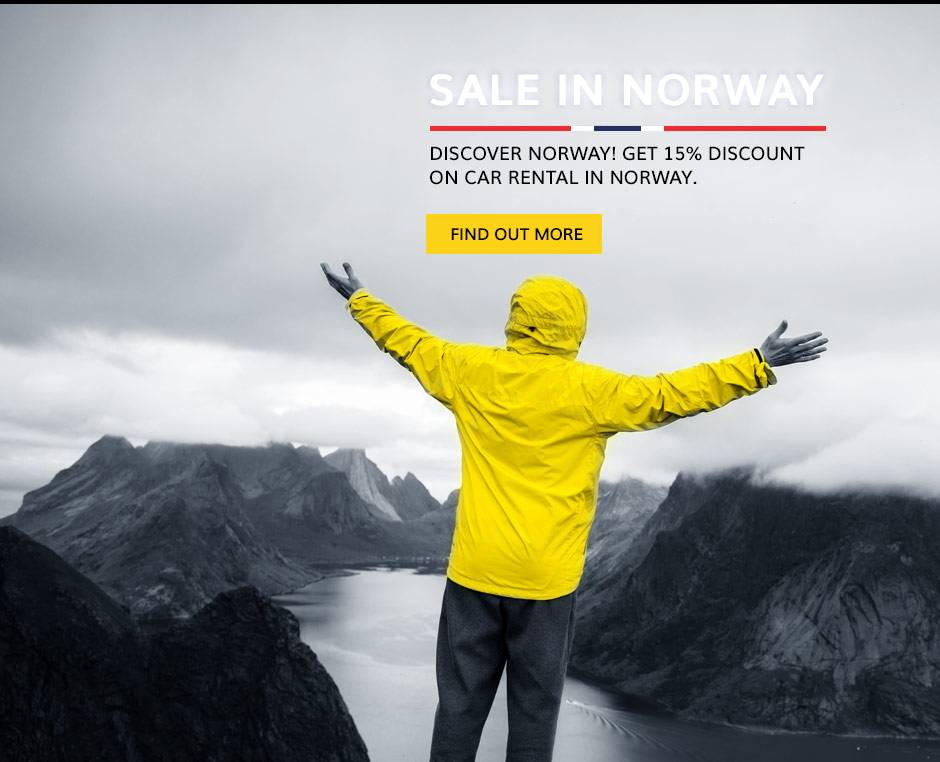 SALE IN NORWAY
DISCOVER NORWAY! GET 15% DISCOUNT
ON CAR RENTAL IN NORWAY.
FIND OUT MORE